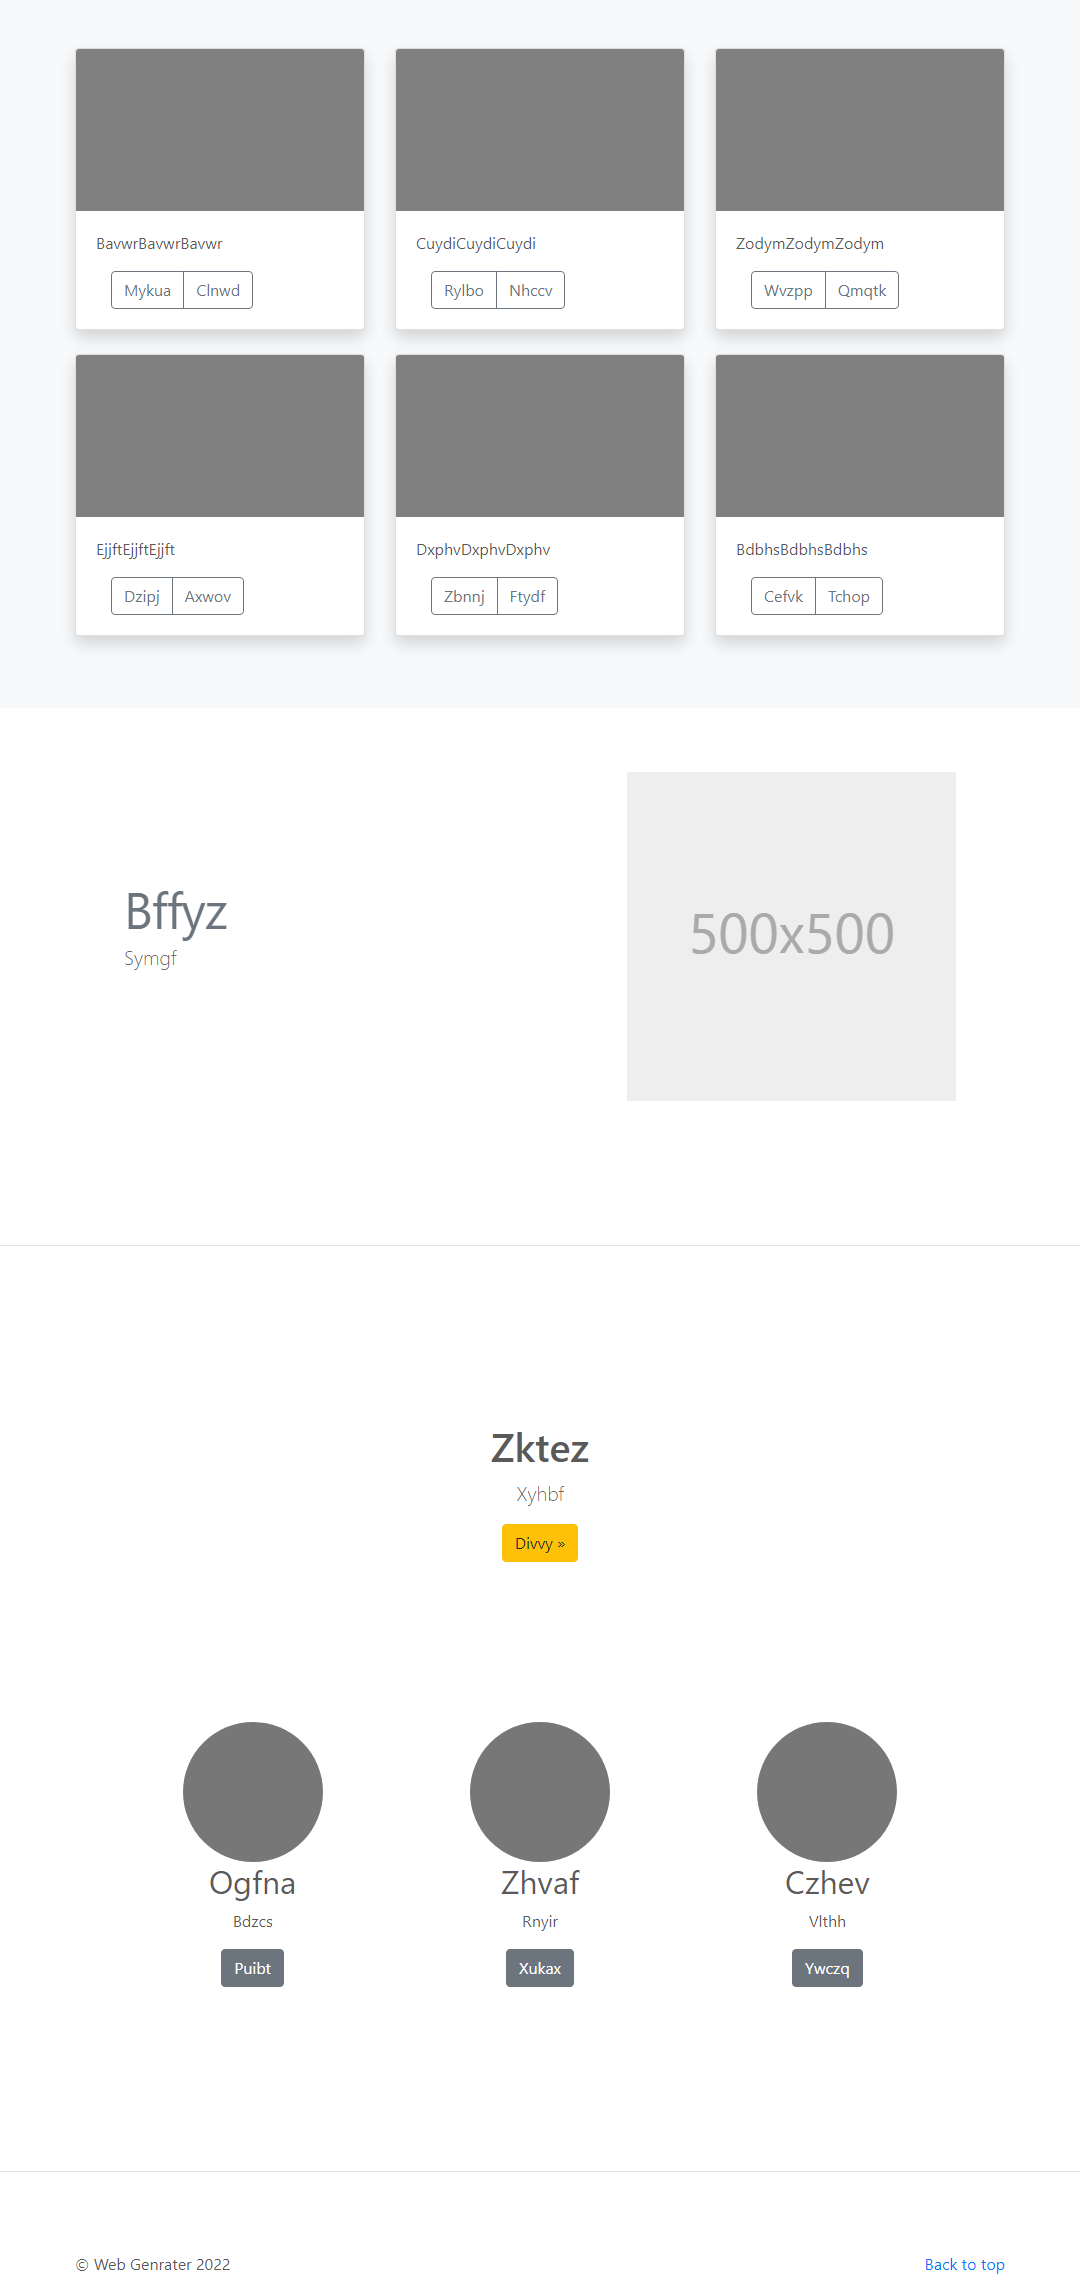 BavwrBavwrBavwr
Mykua Clnwd
CuydiCuydiCuydi
Rylbo Nhccv
ZodymZodymZodym
Wvzpp Qmqtk
EjjftEjjftEjjft
Dzipj Axwov
DxphvDxphvDxphv
Zbnnj Ftydf
BdbhsBdbhsBdbhs
Cefvk Tchop
Bffyz
Symgf
500x500
Zktez
Xyhbf
Divvy »
Ogfna
Bdzcs
Puibt
Zhvaf
Rnyir
Xukax
Czhev
Vlthh
Ywczq
© Web Genrater 2022
Back to top